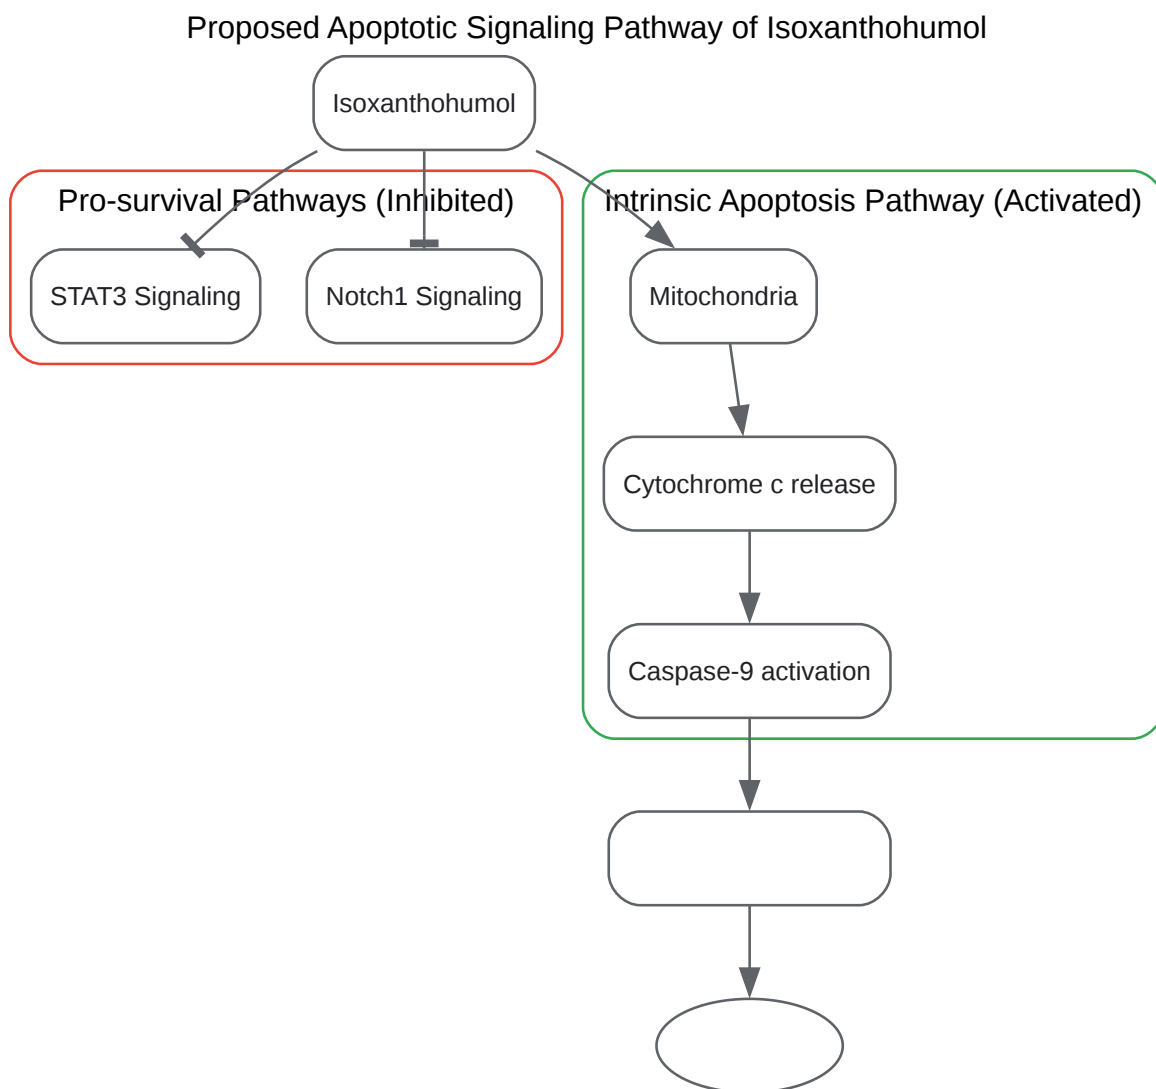 Proposed Apoptotic Signaling Pathway of Isoxanthohumol
Isoxanthohumol
Pro-survival Pathways (Inhibited)
Intrinsic Apoptosis Pathway (Activated)
STAT3 Signaling
Notch1 Signaling
Mitochondria
Cytochrome c release
Caspase-9 activation